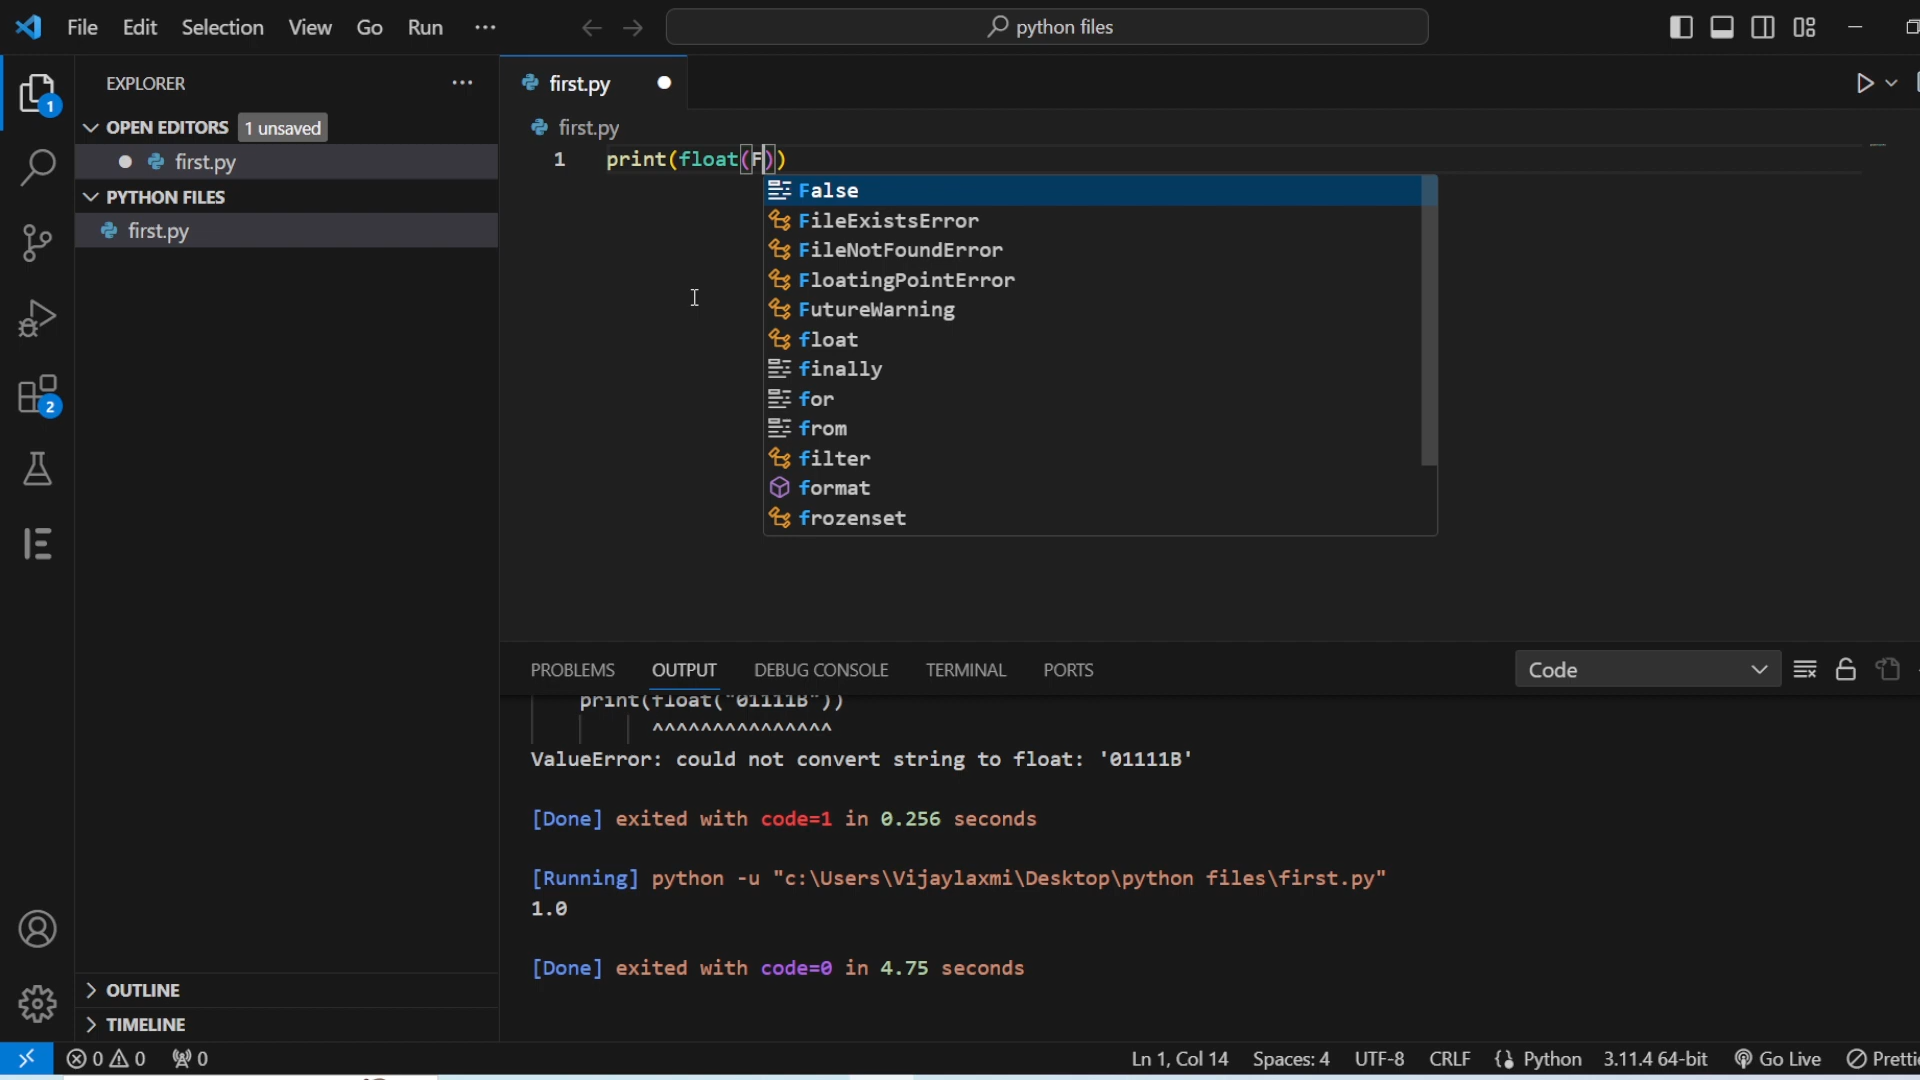 File Edit Selection View Go Run ··· python files
EXPLORER ···
1
OPEN EDITORS 1 unsaved
first.py
PYTHON FILES
first.py
2
OUTLINE
TIMELINE
first.py
first.py
1 print(float(F))
False
FileExistsError
FileNotFoundError
FloatingPointError
FutureWarning
float
finally
for
from
filter
format
frozenset
PROBLEMS OUTPUT DEBUG CONSOLE TERMINAL PORTS Code
print(float("01111B"))
^^^^^^^^^^^^^^^
ValueError: could not convert string to float: '01111B'
[Done] exited with code=1 in 0.256 seconds
[Running] python -u "c:\Users\Vijaylaxmi\Desktop\python files\first.py"
1.0
[Done] exited with code=0 in 4.75 seconds
0 0 0 Ln 1, Col 14 Spaces: 4 UTF-8 CRLF Python 3.11.4 64-bit Go Live